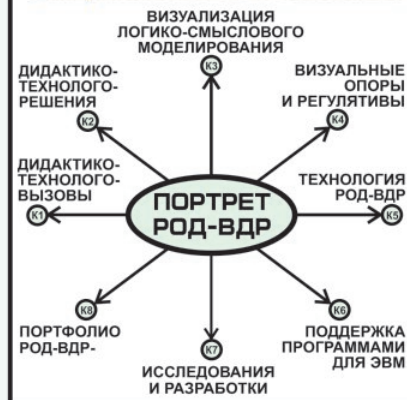 ВИЗУАЛИЗАЦИЯ
ЛОГИКО-СМЫСЛОВОГО
МОДЕЛИРОВАНИЯ
К3
ДИДАКТИКО-
ТЕХНОЛОГО-
РЕШЕНИЯ
К2
ВИЗУАЛЬНЫЕ
ОПОРЫ
И РЕГУЛЯТИВЫ
К4
ДИДАКТИКО-
ТЕХНОЛОГО-
ВЫЗОВЫ
К1
ПОРТРЕТ
РОД-ВДР
ТЕХНОЛОГИЯ
РОД-ВДР
К5
К8
ПОРТФОЛИО
РОД-ВДР-
К7
ИССЛЕДОВАНИЯ
И РАЗРАБОТКИ
К6
ПОДДЕРЖКА
ПРОГРАММАМИ
ДЛЯ ЭВМ